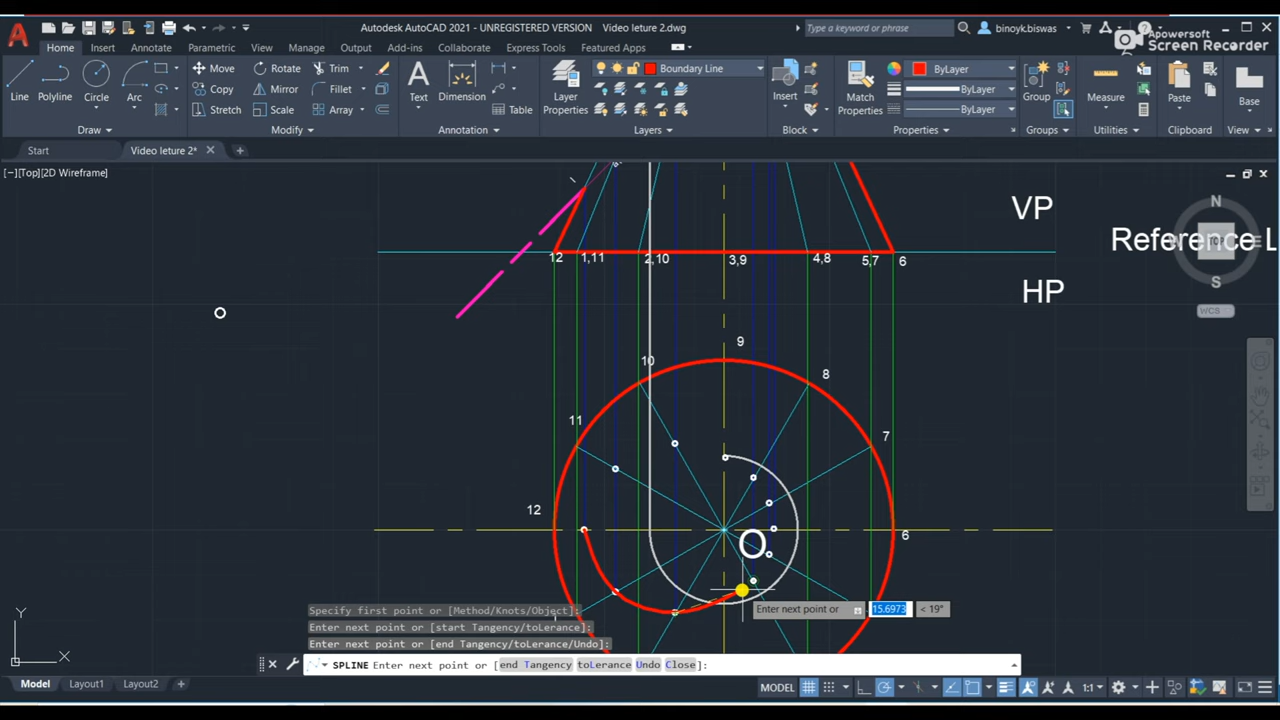 Autodesk AutoCAD 2021 - UNREGISTERED VERSION Video leture 2.dwg
Type a keyword or phrase
binoyk.biswas
Apowersoft
Screen Recorder
Home Insert Annotate Parametric View Manage Output Add-ins Collaborate Express Tools Featured Apps
Line Polyline Circle Arc
Move Rotate Trim
Copy Mirror Fillet
Stretch Scale Array
Text Dimension Table
Layer Properties
Boundary Line
Insert
Match Properties
ByLayer
ByLayer
ByLayer
Group Measure Paste Base
Draw Modify Annotation Layers Block Properties Groups Utilities Clipboard View
Start Video leture 2*
[-][Top][2D Wireframe]
N
VP
W TOP
Reference L
S
12 1,11 2,10 3,9 4,8 5,7 6
HP
WCS
9
10
8
11
7
12
6
O
Specify first point or [Method/Knots/Object]:
Enter next point or
15.6973
< 19°
Enter next point or [start Tangency/toLerance]:
Enter next point or [end Tangency/toLerance/Undo]:
SPLINE Enter next point or [end Tangency toLerance Undo Close]:
Y
X
Model Layout1 Layout2
MODEL
1:1